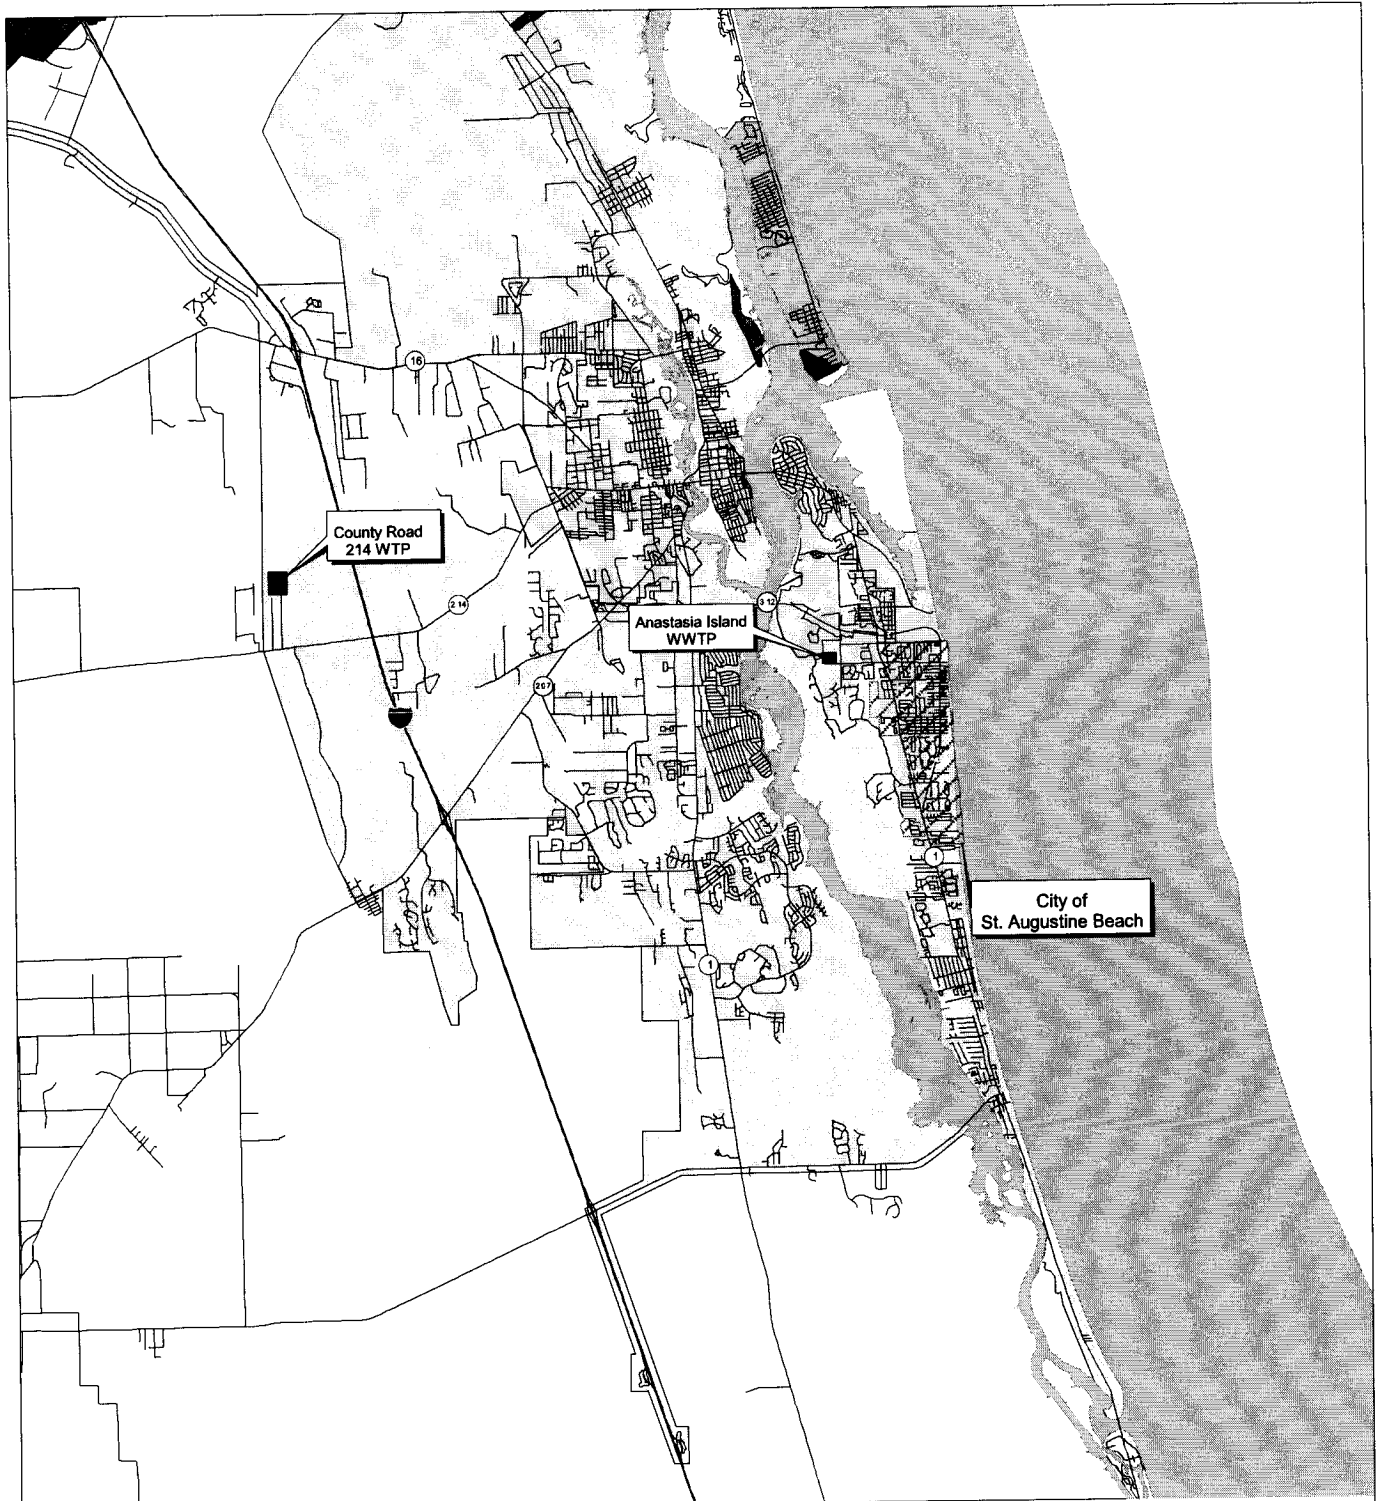 16
County Road
214 WTP
214
312
Anastasia Island
WWTP
207
1
City of
St. Augustine Beach
1